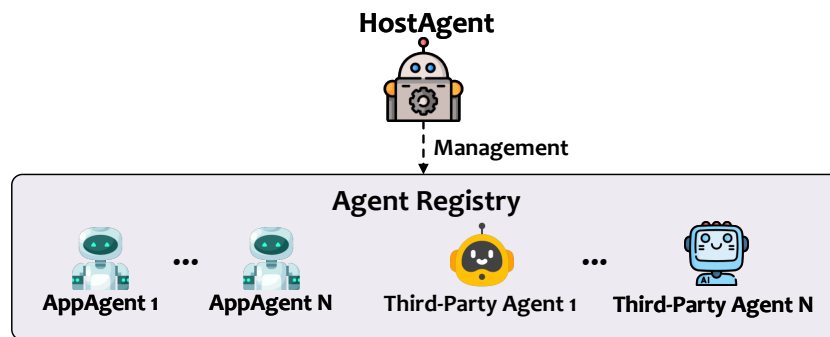 HostAgent
Management
Agent Registry
... ...
AppAgent 1 AppAgent N Third-Party Agent 1 Third-Party Agent N
AI